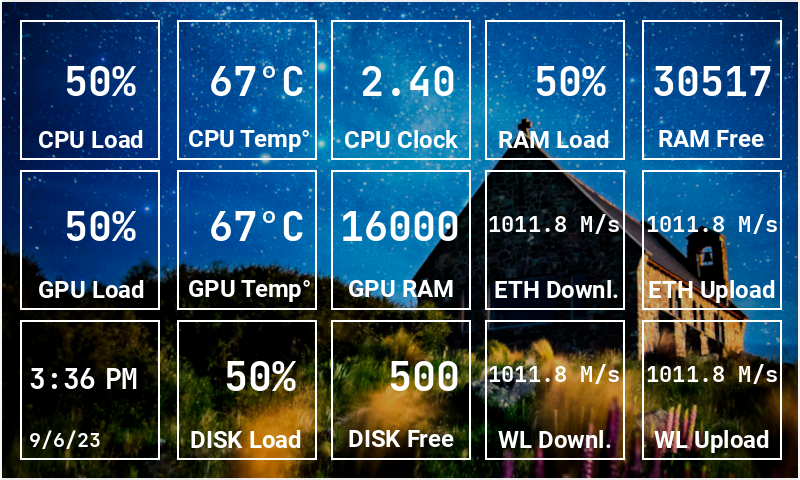 50%
CPU Load
67°C
CPU Temp°
2.40
CPU Clock
50%
RAM Load
30517
RAM Free
50%
GPU Load
67°C
GPU Temp°
16000
GPU RAM
1011.8 M/s
ETH Downl.
1011.8 M/s
ETH Upload
3:36 PM
9/6/23
50%
DISK Load
500
DISK Free
1011.8 M/s
WL Downl.
1011.8 M/s
WL Upload